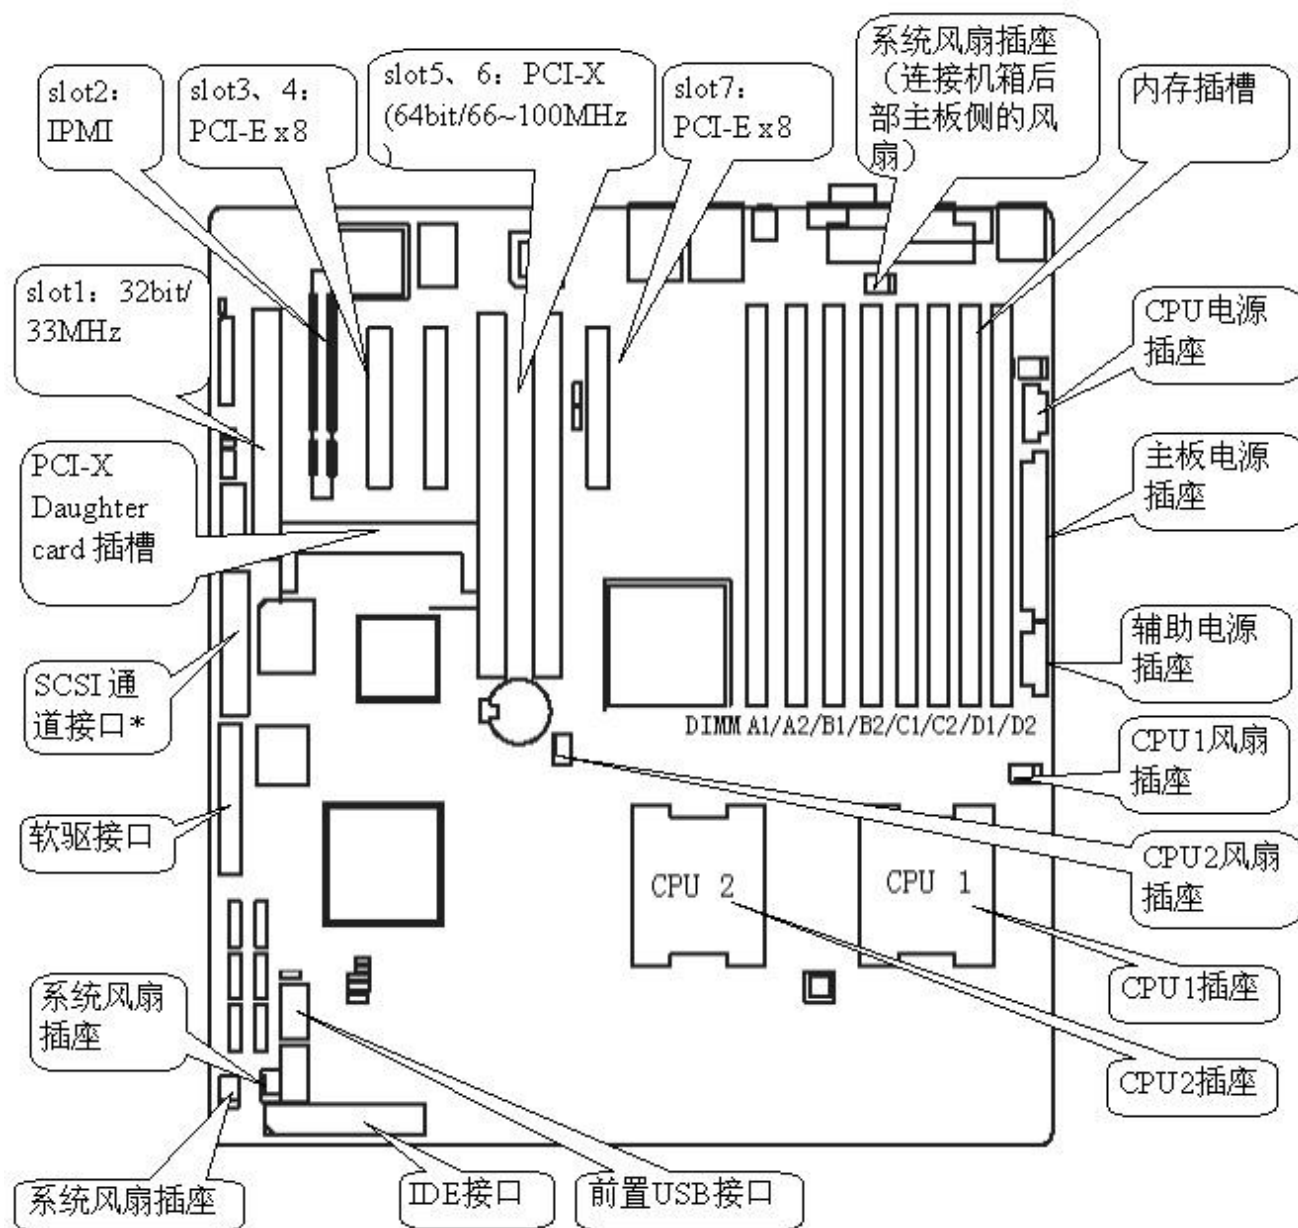 slot2:
IPMI
slot3、4:
PCI-E x8
slot5、6: PCI-X
(64bit/66~100MHz
)
slot7:
PCI-E x8
系统风扇插座
（连接机箱后
部主板侧的风
扇）
内存插槽
slot1: 32bit/
33MHz
CPU电源
插座
PCI-X
Daughter
card 插槽
主板电源
插座
SCSI 通
道接口*
辅助电源
插座
DIMM A1/A2/B1/B2/C1/C2/D1/D2
CPU1风扇
插座
软驱接口
CPU2风扇
插座
CPU 2
CPU 1
系统风扇
插座
CPU1插座
CPU2插座
系统风扇插座
IDE接口
前置USB接口